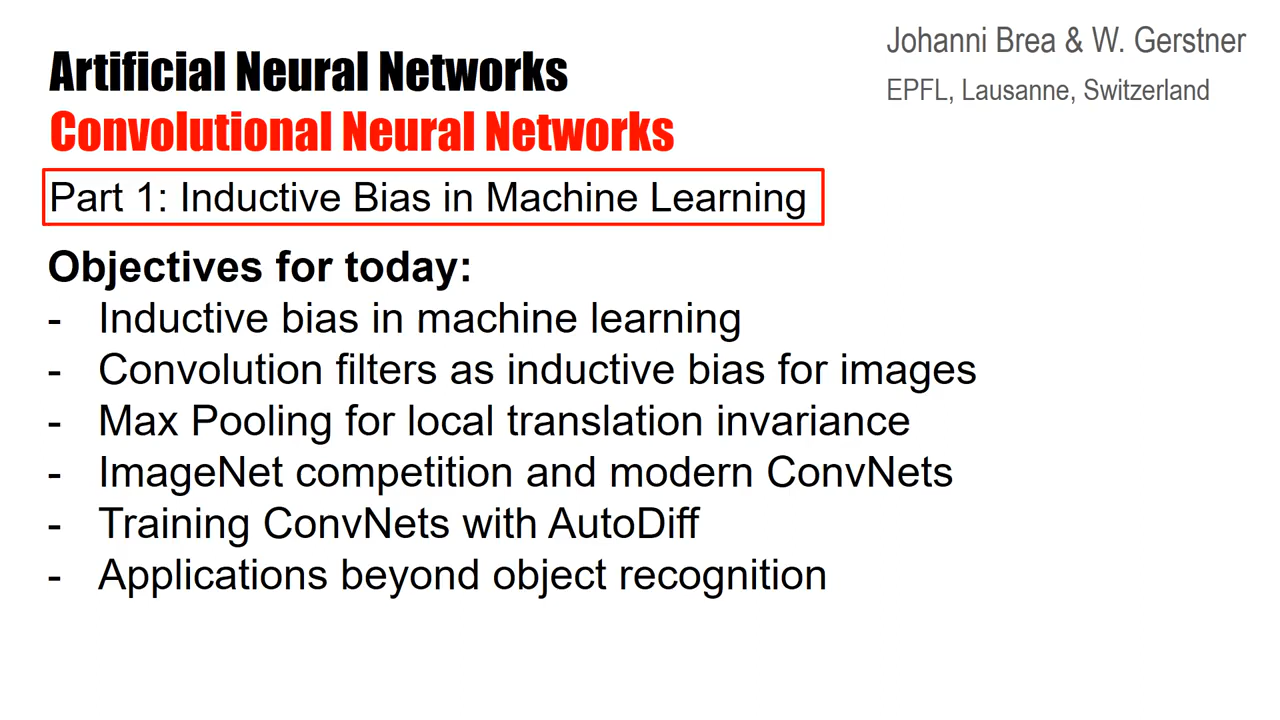 Johanni Brea & W. Gerstner
EPFL, Lausanne, Switzerland
Artificial Neural Networks
Convolutional Neural Networks
Part 1: Inductive Bias in Machine Learning
Objectives for today:
- Inductive bias in machine learning
- Convolution filters as inductive bias for images
- Max Pooling for local translation invariance
- ImageNet competition and modern ConvNets
- Training ConvNets with AutoDiff
- Applications beyond object recognition